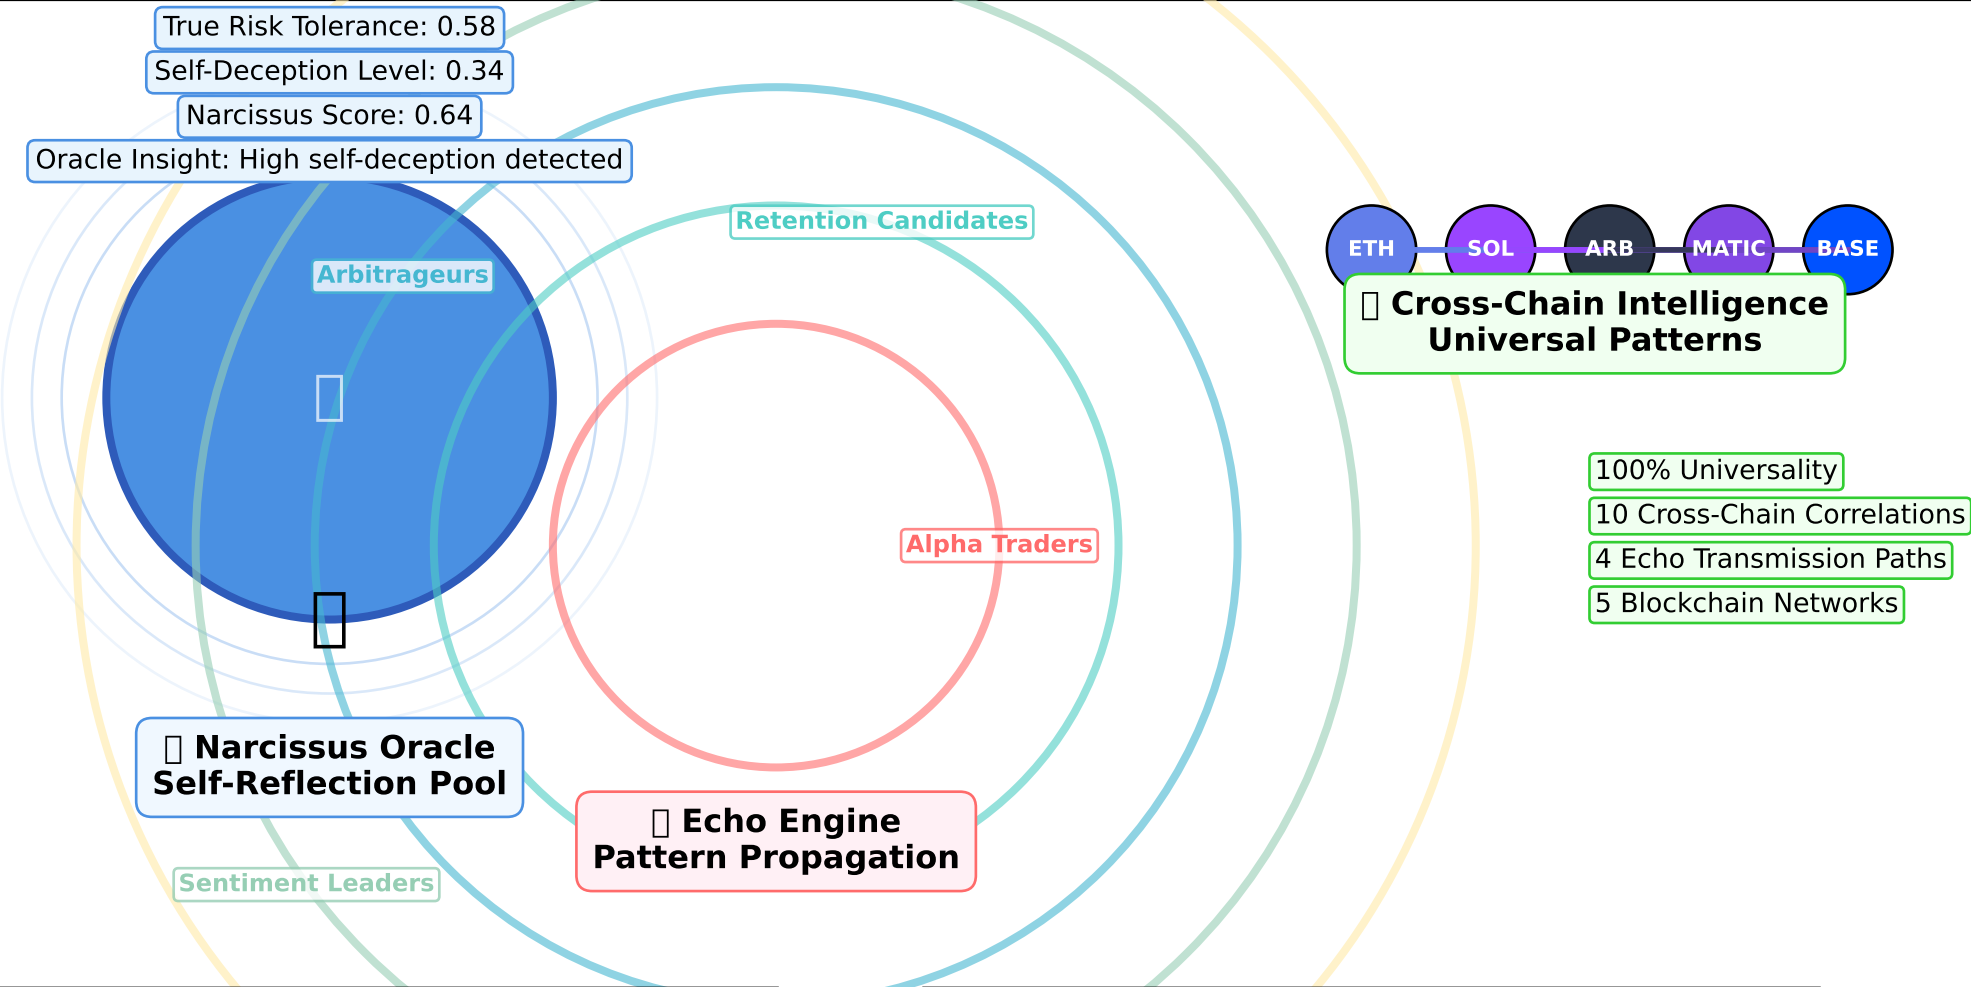 True Risk Tolerance: 0.58
Self-Deception Level: 0.34
Narcissus Score: 0.64
Oracle Insight: High self-deception detected
Arbitrageurs
Retention Candidates
Alpha Traders
Sentiment Leaders
Narcissus Oracle
Self-Reflection Pool
Echo Engine
Pattern Propagation
ETH
SOL
ARB
MATIC
BASE
Cross-Chain Intelligence
Universal Patterns
100% Universality
10 Cross-Chain Correlations
4 Echo Transmission Paths
5 Blockchain Networks